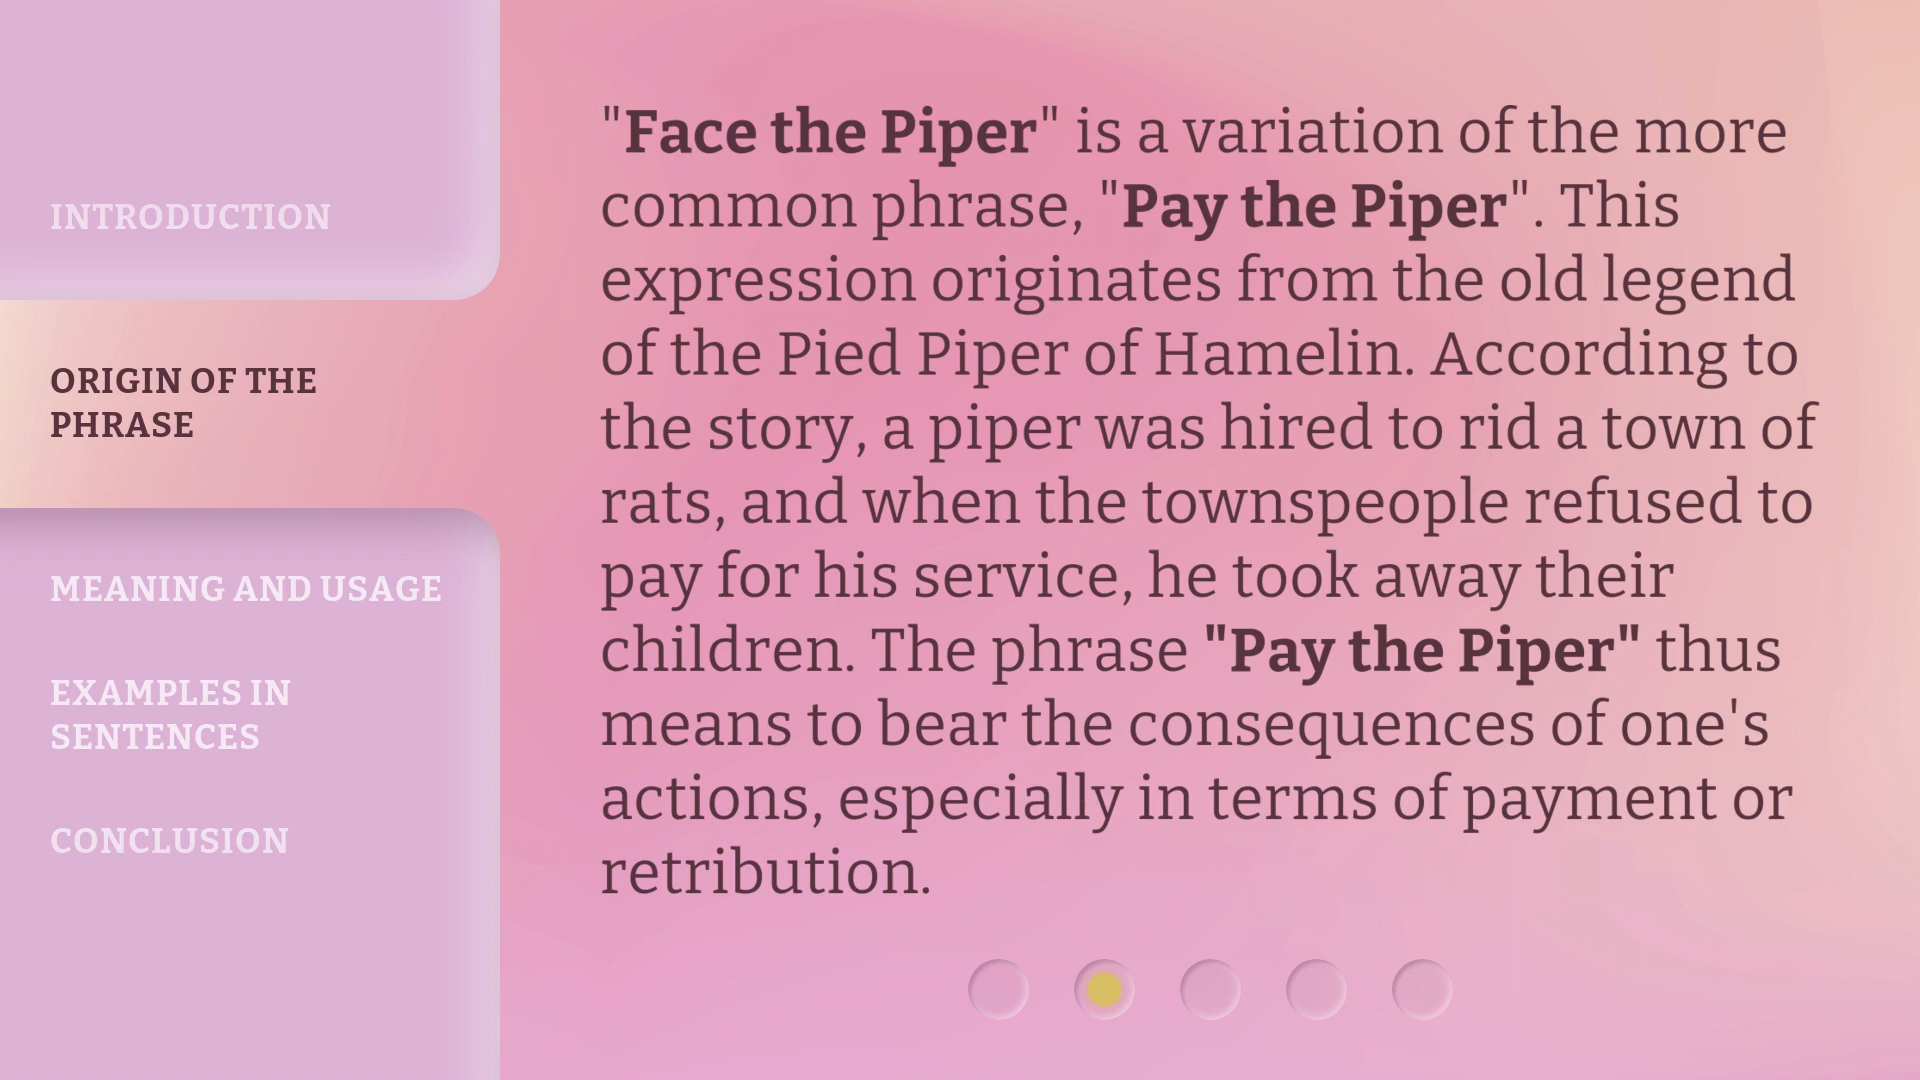 INTRODUCTION
ORIGIN OF THE
PHRASE
MEANING AND USAGE
EXAMPLES IN
SENTENCES
CONCLUSION
"Face the Piper" is a variation of the more
common phrase, "Pay the Piper". This
expression originates from the old legend
of the Pied Piper of Hamelin. According to
the story, a piper was hired to rid a town of
rats, and when the townspeople refused to
pay for his service, he took away their
children. The phrase "Pay the Piper" thus
means to bear the consequences of one's
actions, especially in terms of payment or
retribution.